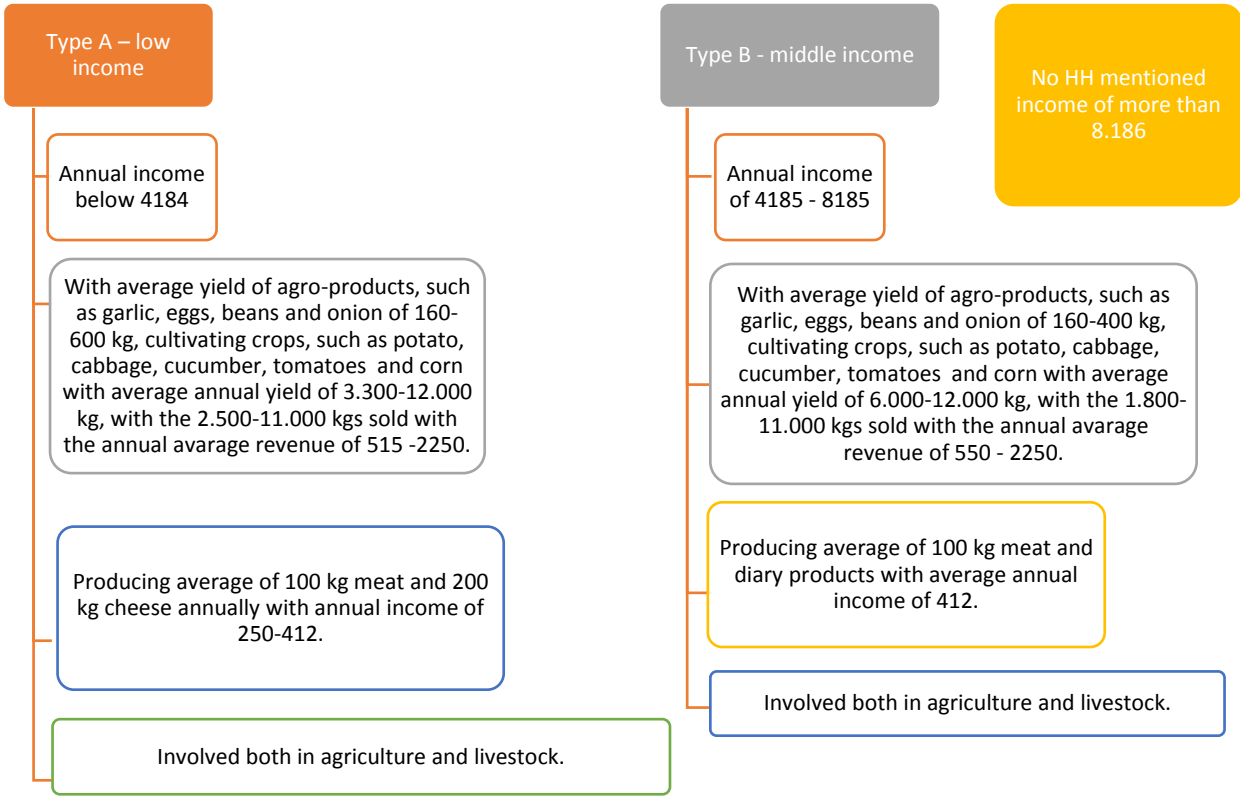 Type A – low
income
Annual income
below 4184
With average yield of agro-products, such
as garlic, eggs, beans and onion of 160-
600 kg, cultivating crops, such as potato,
cabbage, cucumber, tomatoes and corn
with average annual yield of 3.300-12.000
kg, with the 2.500-11.000 kgs sold with
the annual avarage revenue of 515 -2250.
Producing average of 100 kg meat and 200
kg cheese annually with annual income of
250-412.
Involved both in agriculture and livestock.
Type B - middle income
Annual income
of 4185 - 8185
With average yield of agro-products, such as
garlic, eggs, beans and onion of 160-400 kg,
cultivating crops, such as potato, cabbage,
cucumber, tomatoes and corn with average
annual yield of 6.000-12.000 kg, with the 1.800-
11.000 kgs sold with the annual avarage
revenue of 550 - 2250.
Producing average of 100 kg meat and
diary products with average annual
income of 412.
Involved both in agriculture and livestock.
No HH mentioned
income of more than
8.186